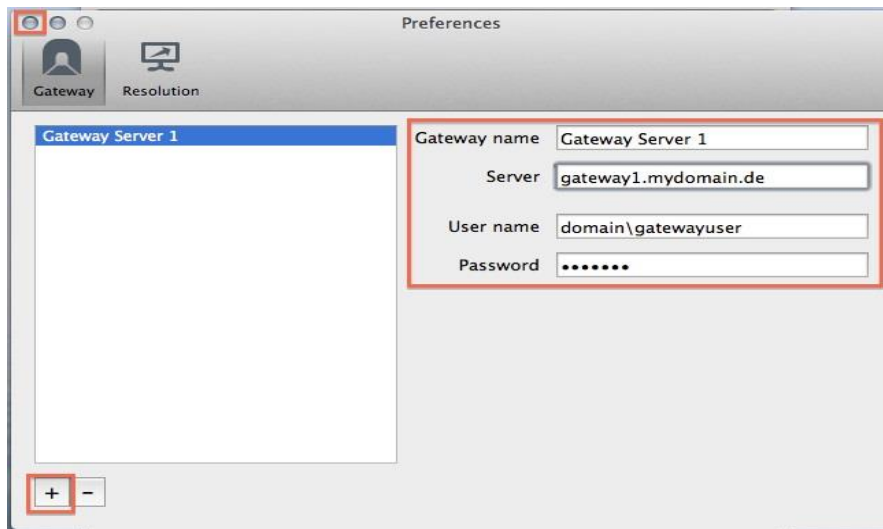 Preferences
Gateway
Resolution
Gateway Server 1
Gateway name
Gateway Server 1
Server
gateway1.mydomain.de
User name
domain\gatewayuser
Password
•••••••
+
-